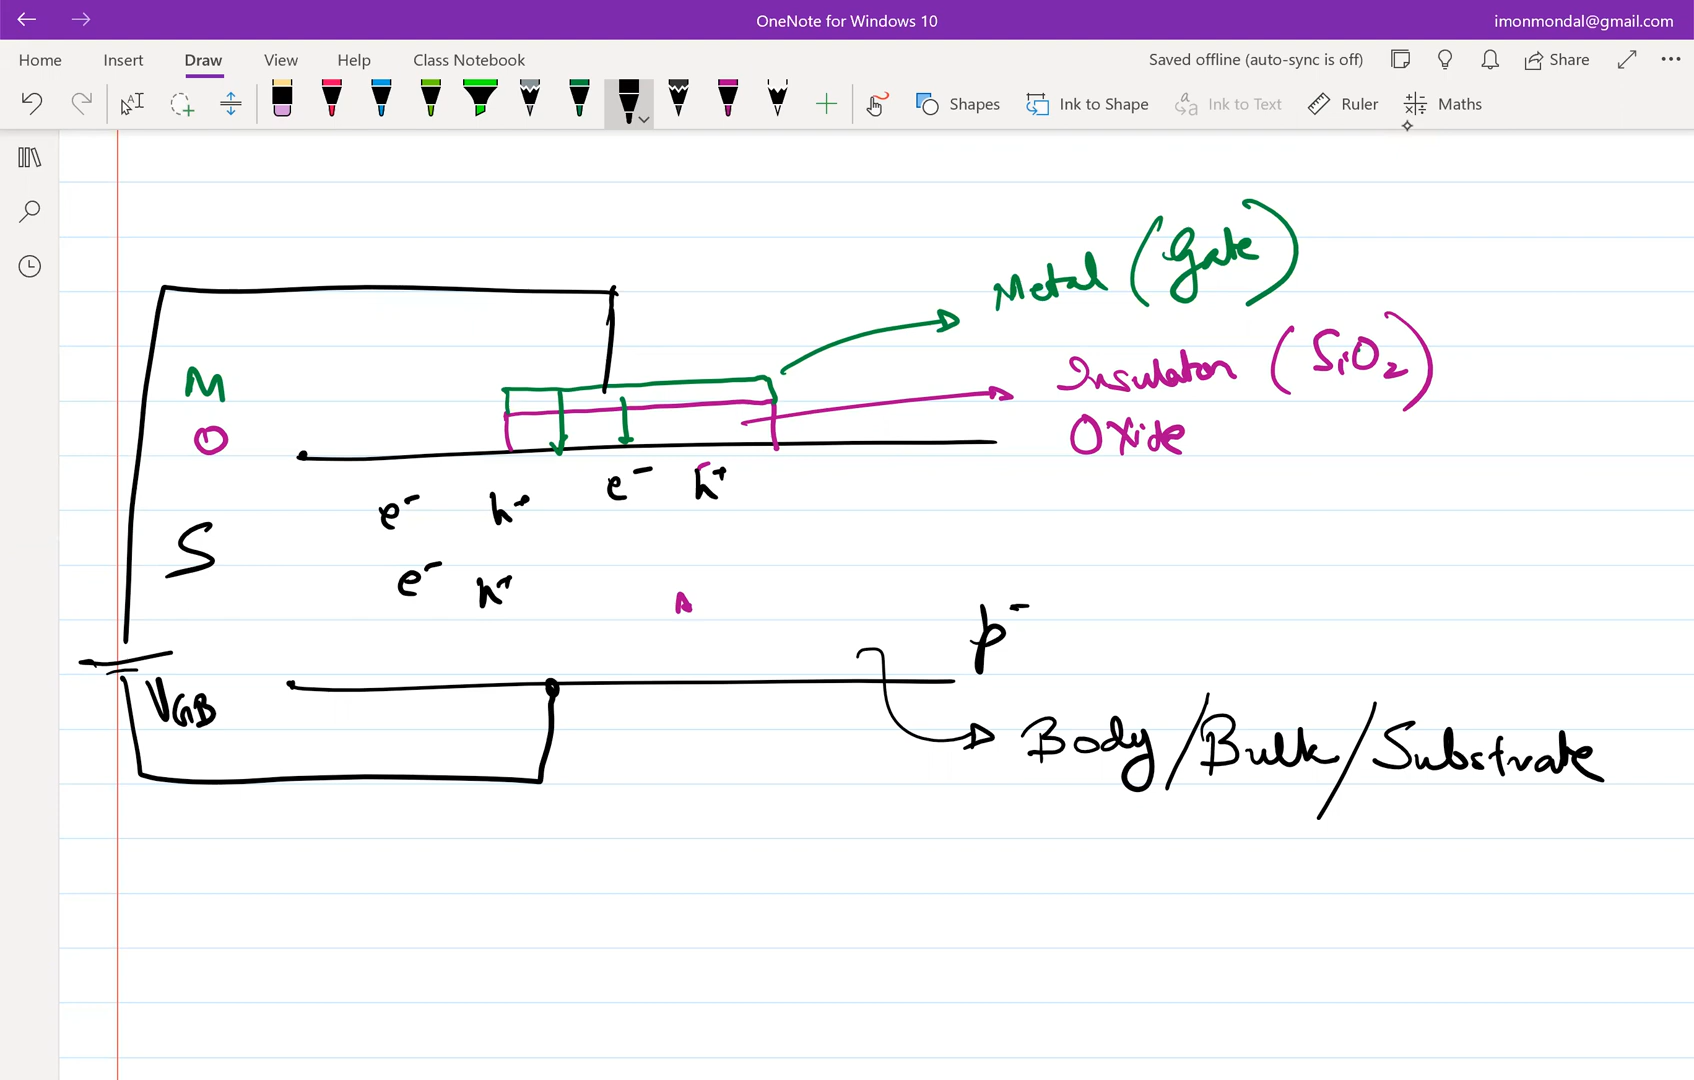 OneNote for Windows 10
imonmondal@gmail.com
Home Insert Draw View Help Class Notebook
Saved offline (auto-sync is off) Share
Shapes Ink to Shape Ink to Text Ruler Maths
Metal (Gate)
Insulator (SiO₂)
Oxide
M
O
S
e⁻ h⁺ e⁻ h⁺
e⁻ h⁺
p⁻
VGB
Body/Bulk/Substrate